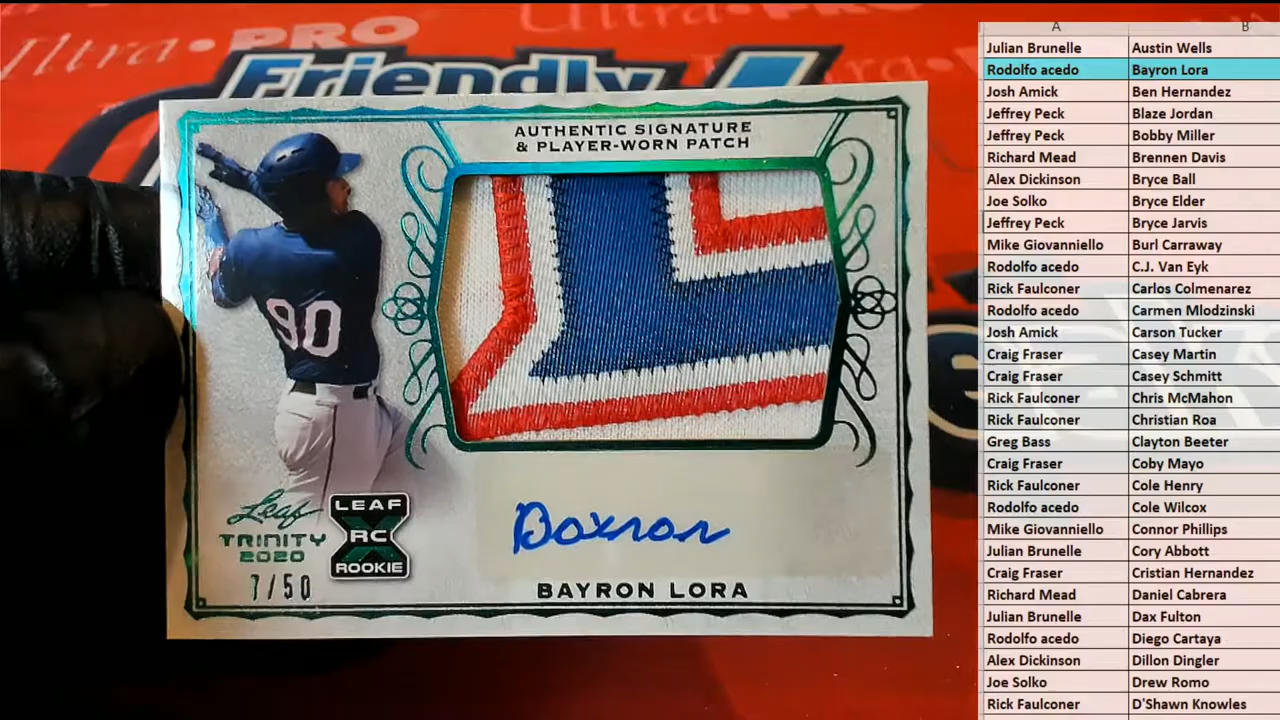 Ultra•PRO
Friendly
AUTHENTIC SIGNATURE
& PLAYER-WORN PATCH
90
Leaf
TRINITY
2020
7/50
LEAF
RC
X
ROOKIE
BAYRON LORA
A B
Julian Brunelle Austin Wells
Rodolfo acedo Bayron Lora
Josh Amick Ben Hernandez
Jeffrey Peck Blaze Jordan
Jeffrey Peck Bobby Miller
Richard Mead Brennen Davis
Alex Dickinson Bryce Ball
Joe Solko Bryce Elder
Jeffrey Peck Bryce Jarvis
Mike Giovanniello Burl Carraway
Rodolfo acedo C.J. Van Eyk
Rick Faulconer Carlos Colmenarez
Rodolfo acedo Carmen Mlodzinski
Josh Amick Carson Tucker
Craig Fraser Casey Martin
Craig Fraser Casey Schmitt
Rick Faulconer Chris McMahon
Rick Faulconer Christian Roa
Greg Bass Clayton Beeter
Craig Fraser Coby Mayo
Rick Faulconer Cole Henry
Rodolfo acedo Cole Wilcox
Mike Giovanniello Connor Phillips
Julian Brunelle Cory Abbott
Craig Fraser Cristian Hernandez
Richard Mead Daniel Cabrera
Julian Brunelle Dax Fulton
Rodolfo acedo Diego Cartaya
Alex Dickinson Dillon Dingler
Joe Solko Drew Romo
Rick Faulconer D'Shawn Knowles